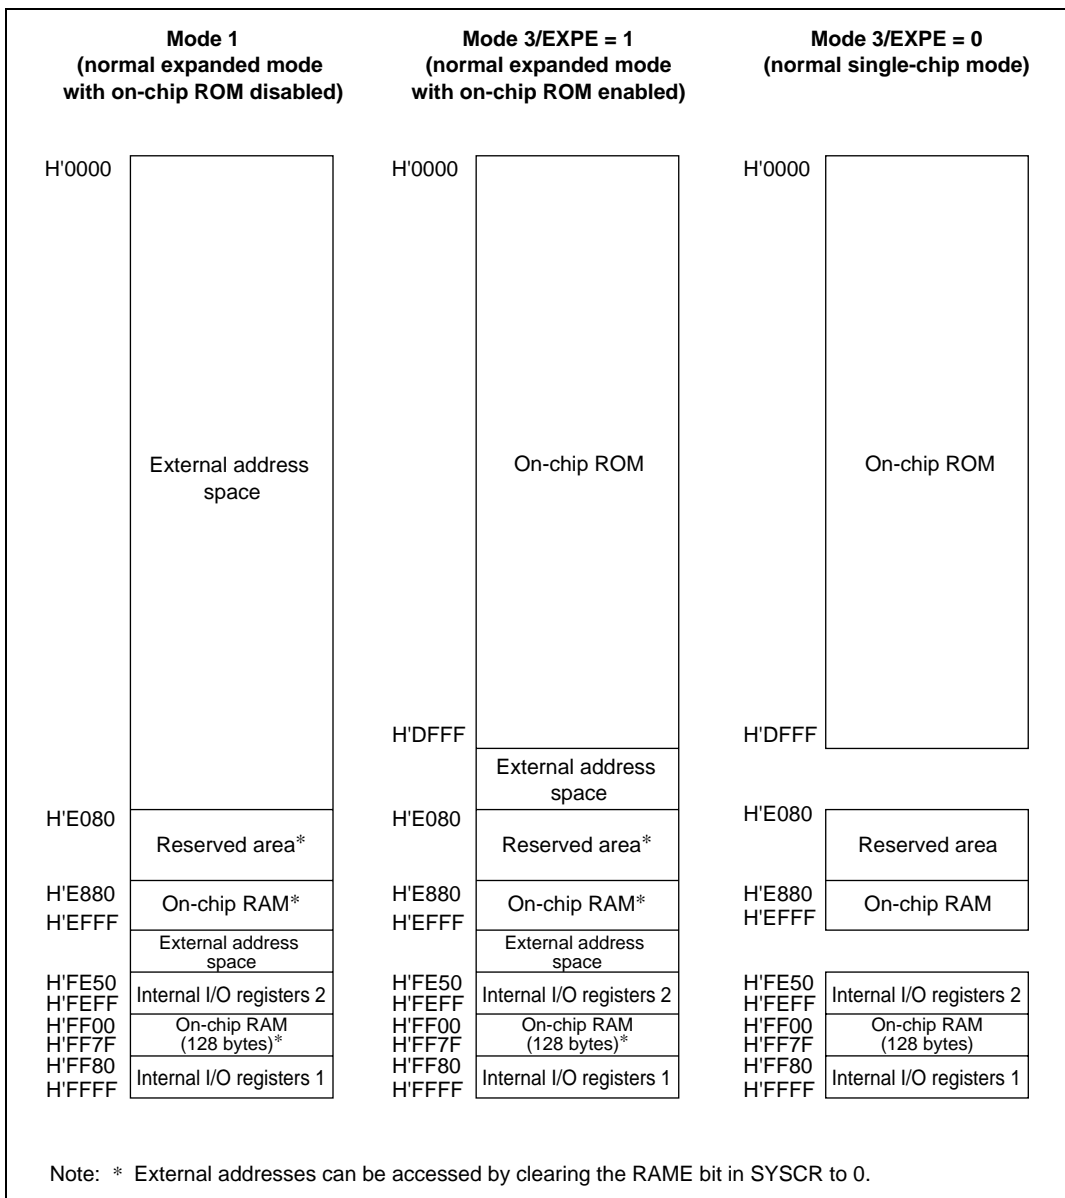 Mode 1
(normal expanded mode
with on-chip ROM disabled)
H'0000
External address
space
H'E080
Reserved area*
H'E880
On-chip RAM*
H'EFFF
External address
space
H'FE50
Internal I/O registers 2
H'FEFF
H'FF00
On-chip RAM
(128 bytes)*
H'FF7F
H'FF80
Internal I/O registers 1
H'FFFF
Mode 3/EXPE = 1
(normal expanded mode
with on-chip ROM enabled)
H'0000
On-chip ROM
H'DFFF
External address
space
H'E080
Reserved area*
H'E880
On-chip RAM*
H'EFFF
External address
space
H'FE50
Internal I/O registers 2
H'FEFF
H'FF00
On-chip RAM
(128 bytes)*
H'FF7F
H'FF80
Internal I/O registers 1
H'FFFF
Mode 3/EXPE = 0
(normal single-chip mode)
H'0000
On-chip ROM
H'DFFF
H'E080
Reserved area
H'E880
On-chip RAM
H'EFFF
H'FE50
Internal I/O registers 2
H'FEFF
H'FF00
On-chip RAM
(128 bytes)
H'FF7F
H'FF80
Internal I/O registers 1
H'FFFF
Note: * External addresses can be accessed by clearing the RAME bit in SYSCR to 0.